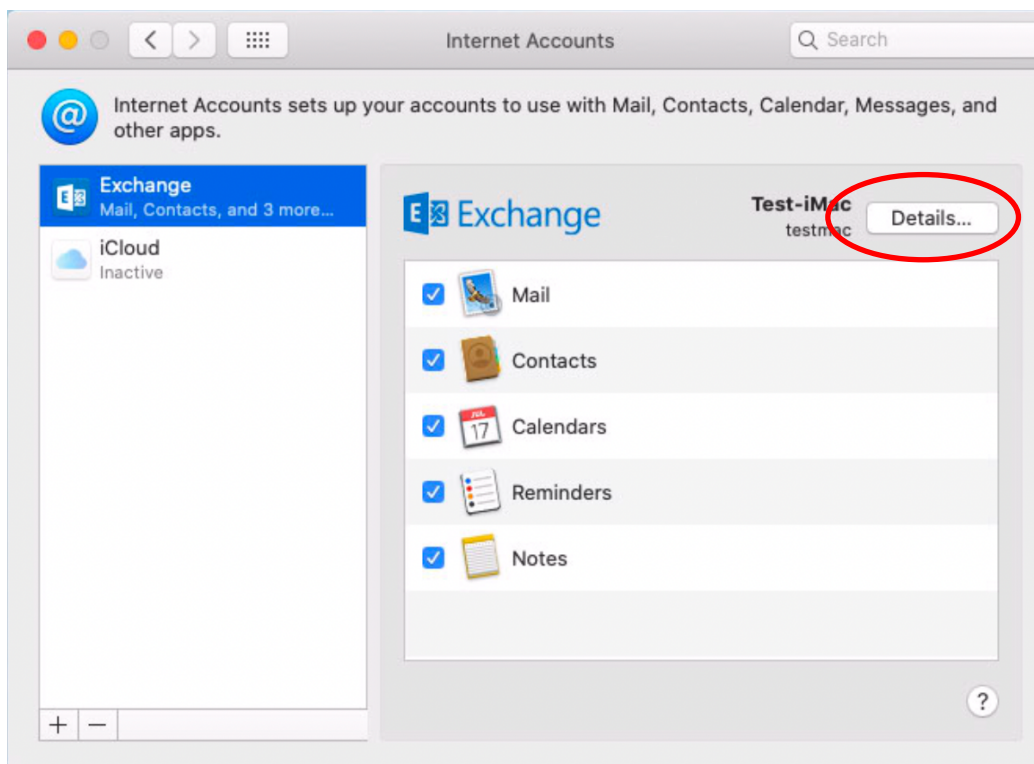 Internet Accounts
Search
Internet Accounts sets up your accounts to use with Mail, Contacts, Calendar, Messages, and
other apps.
Exchange
Mail, Contacts, and 3 more...
iCloud
Inactive
E Exchange
Test-iMac
testmac
Details...
Mail
Contacts
JUL
17
Calendars
Reminders
Notes
?